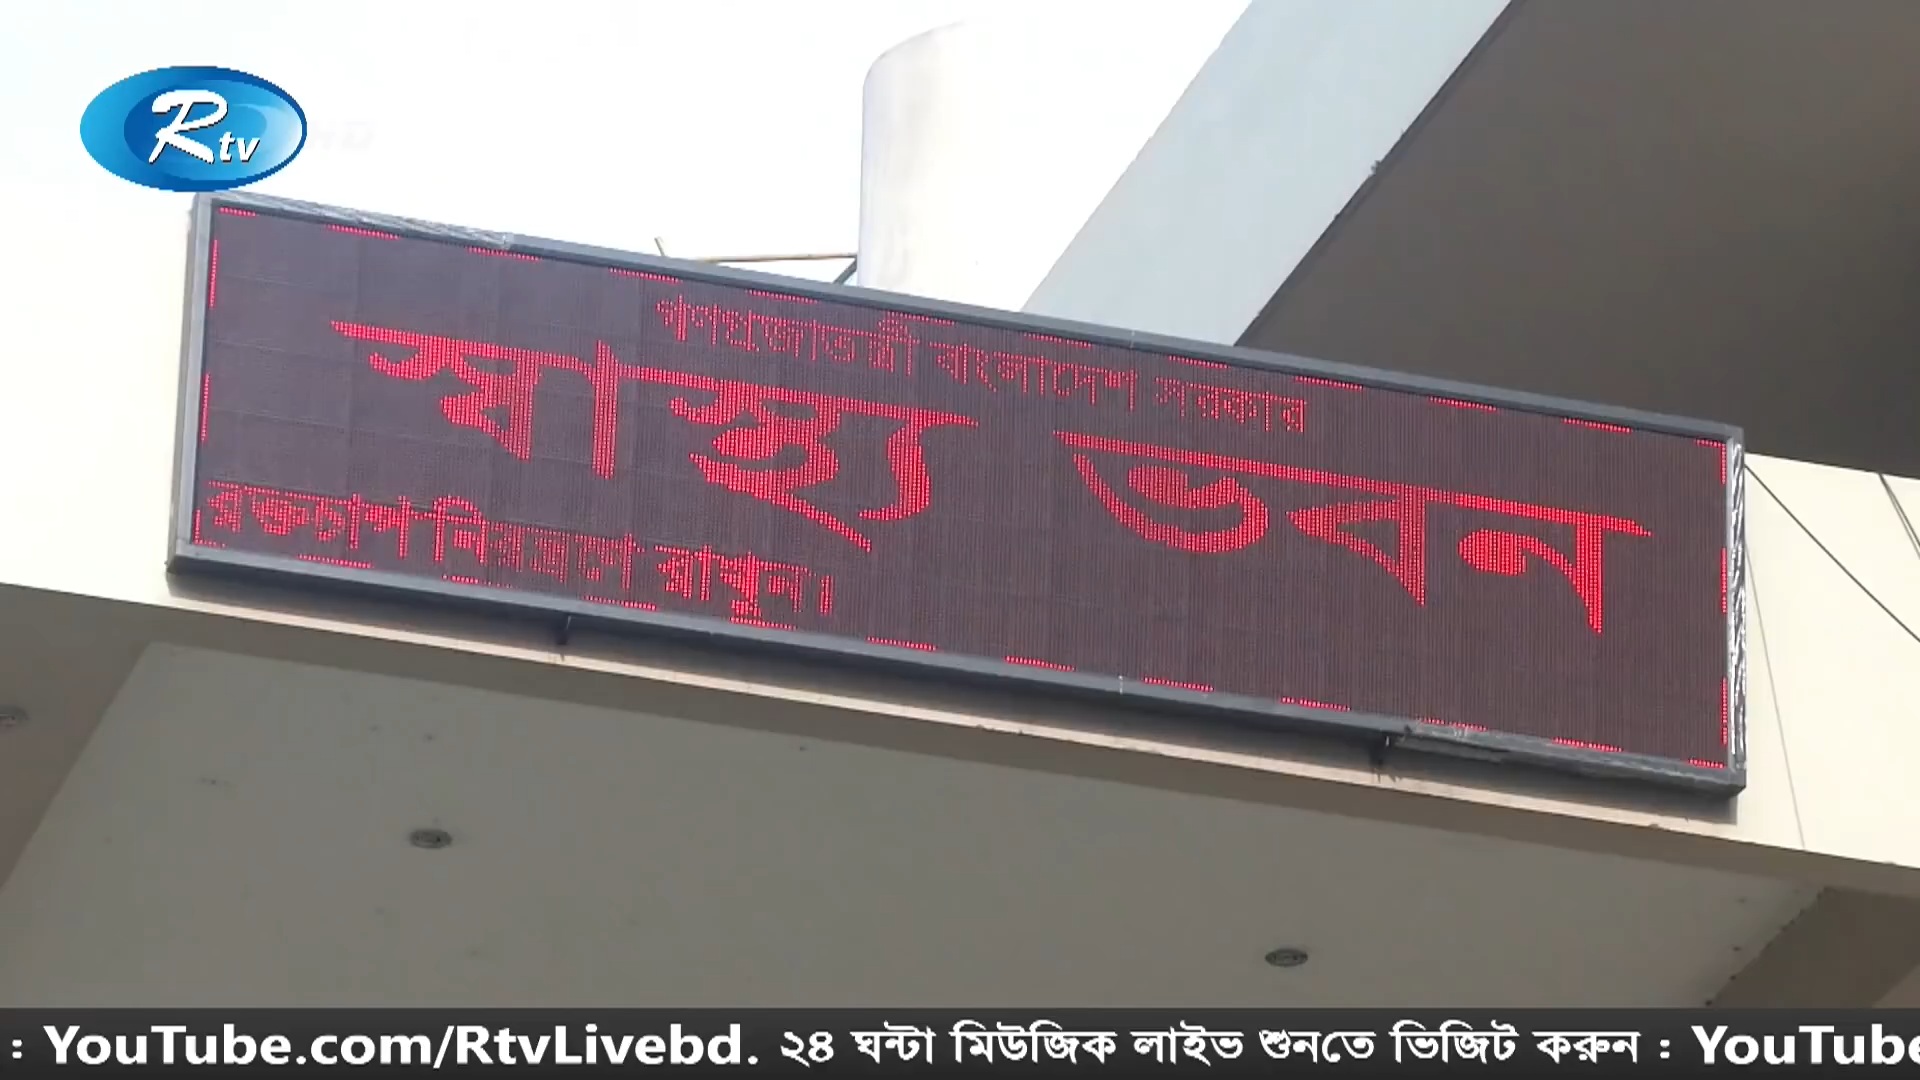 Rtv
গণপ্রজাতন্ত্রী বাংলাদেশ সরকার
স্বাস্থ্য ভবন
রক্তচাপ নিয়ন্ত্রণে রাখুন।
: YouTube.com/RtvLivebd. ২৪ ঘন্টা মিউজিক লাইভ শুনতে ভিজিট করুন : YouTube